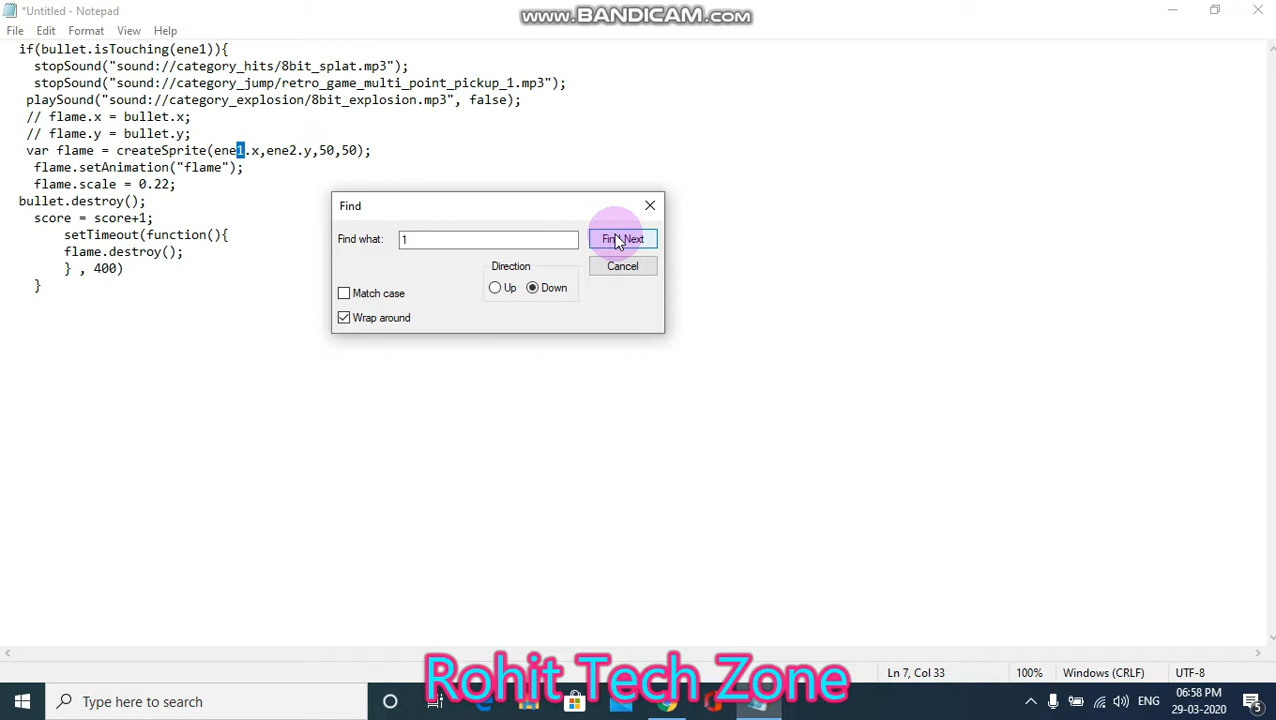 *Untitled - Notepad
www.BANDICAM.com
File Edit Format View Help
if(bullet.isTouching(ene1)){
stopSound("sound://category_hits/8bit_splat.mp3");
stopSound("sound://category_jump/retro_game_multi_point_pickup_1.mp3");
playSound("sound://category_explosion/8bit_explosion.mp3", false);
// flame.x = bullet.x;
// flame.y = bullet.y;
var flame = createSprite(ene1.x,ene2.y,50,50);
flame.setAnimation("flame");
flame.scale = 0.22;
bullet.destroy();
score = score+1;
setTimeout(function(){
flame.destroy();
} , 400)
}
Find
Find what: 1
Find Next
Direction
Cancel
Up Down
Match case
Wrap around
Rohit Tech Zone
Ln 7, Col 33 100% Windows (CRLF) UTF-8
Type here to search
ENG
06:58 PM
29-03-2020
5